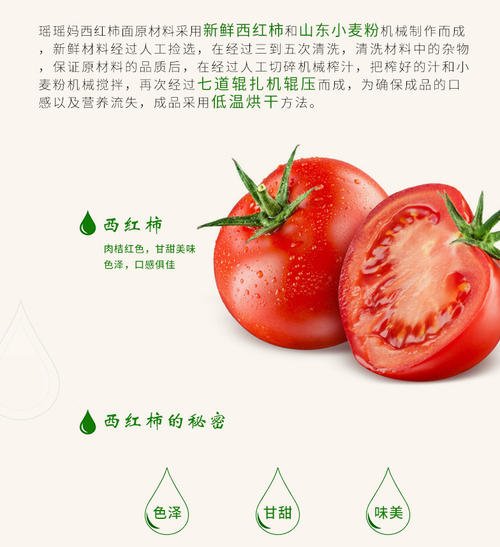 瑶瑶妈西红柿面原材料采用新鲜西红柿和山东小麦粉机械制作而成
，新鲜材料经过人工捡选，在经过三到五次清洗，清洗材料中的杂物
，保证原材料的品质后，在经过人工切碎机械榨汁，把榨好的汁和小
麦粉机械搅拌，再次经过七道辊扎机辊压而成，为确保成品的口
感以及营养流失，成品采用低温烘干方法。
西红柿
肉桔红色，甘甜美味
色泽，口感俱佳
西红柿的秘密
色泽
甘甜
味美